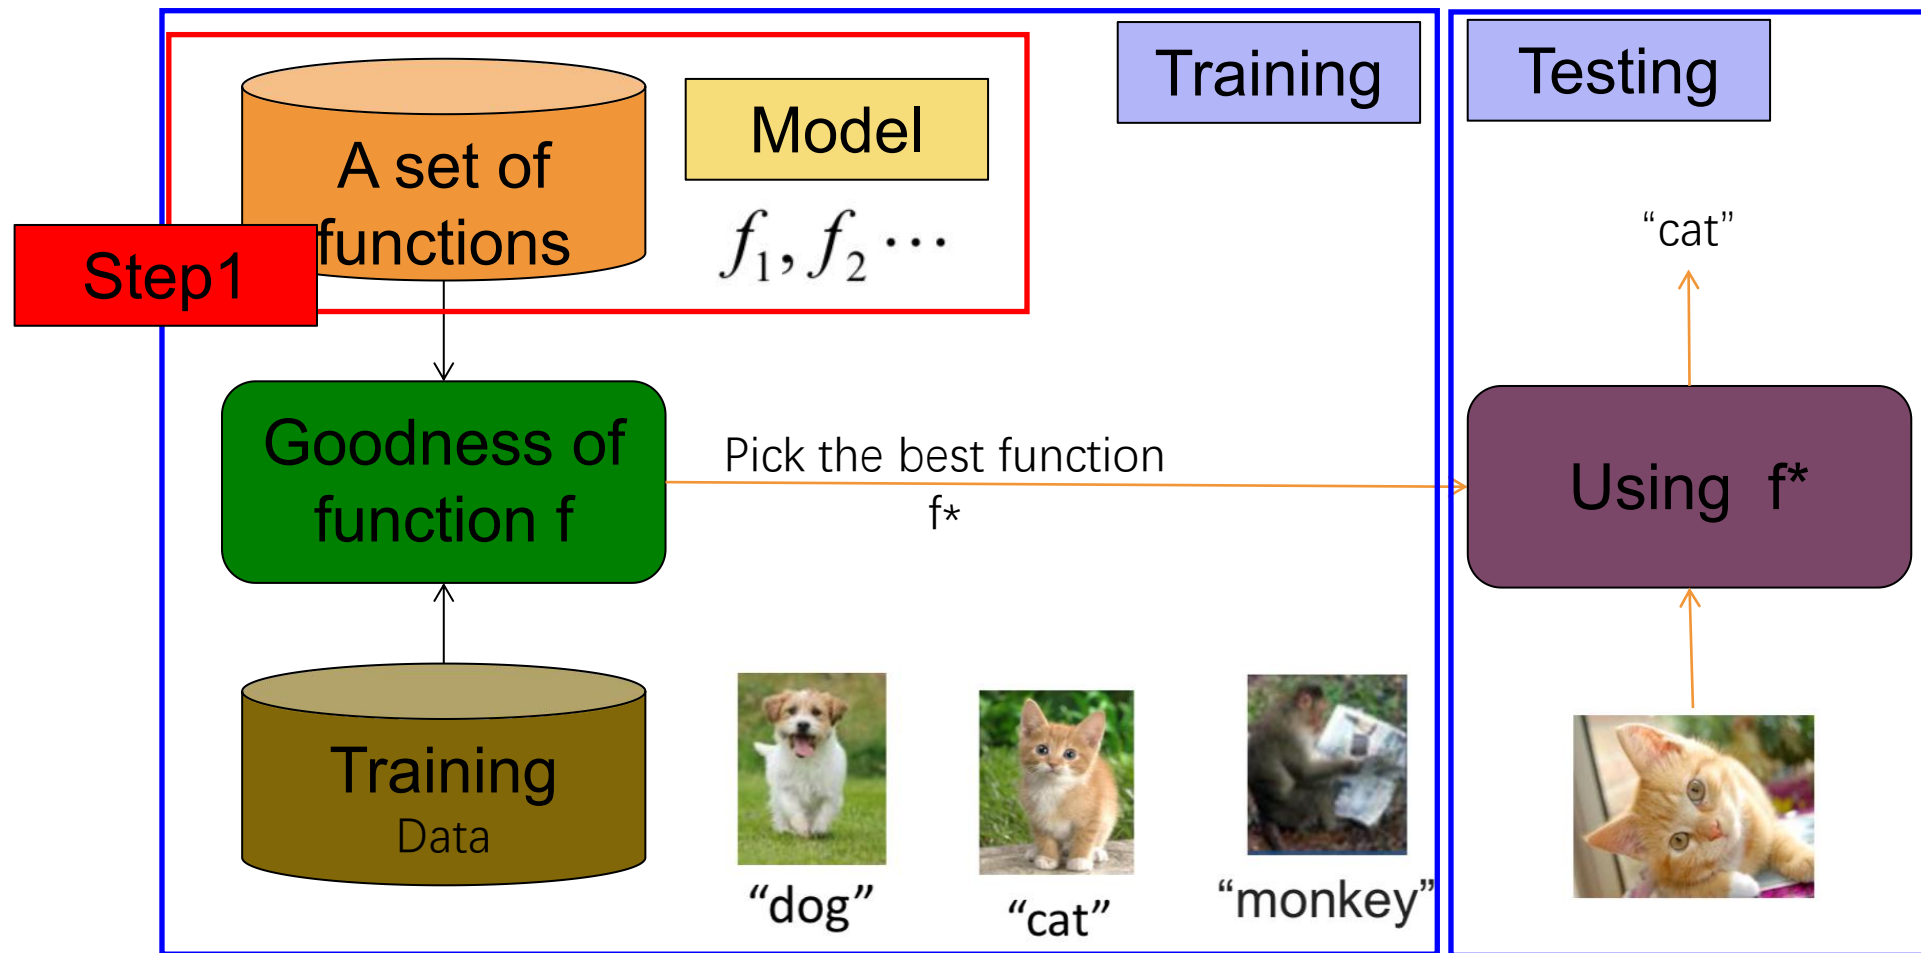 Training
Testing
Model
A set of
functions
f1, f2 ···
Step1
“cat”
Goodness of
function f
Pick the best function
f*
Using f*
Training
Data
“dog”
“cat”
“monkey”